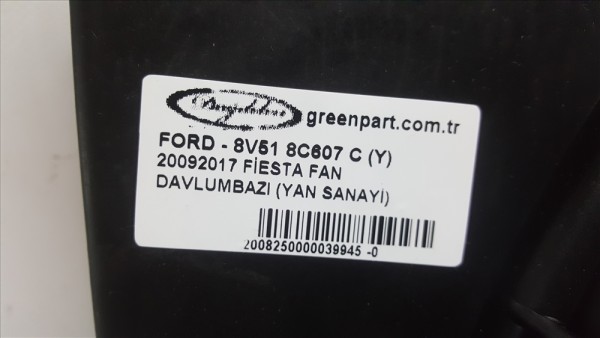 greenpart.com.tr
FORD - 8V51 8C607 C (Y)
20092017 FİESTA FAN
DAVLUMBAZI (YAN SANAYİ)
2008250000039945 -0